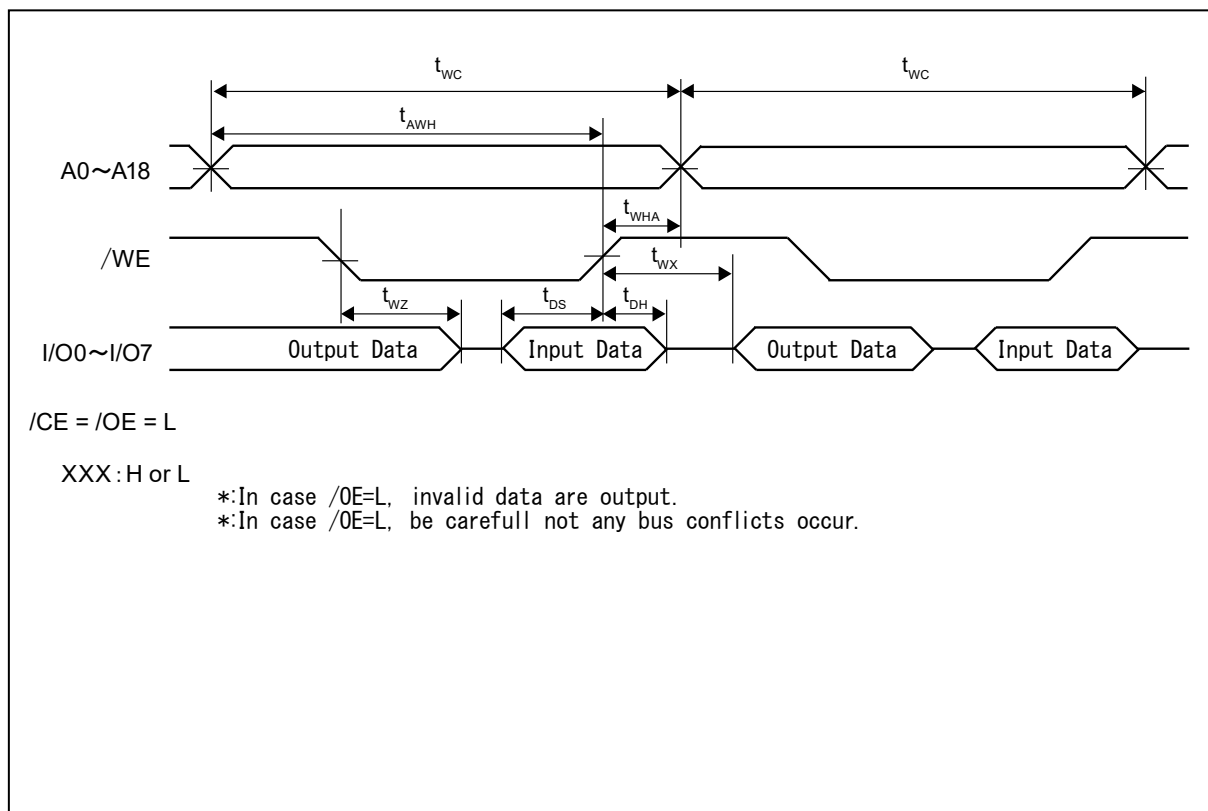 tWC tWC
tAWH
A0～A18
tWHA
/WE
tWX
tWZ tDS tDH
I/O0～I/O7 Output Data Input Data Output Data Input Data
/CE = /OE = L
XXX : H or L
*:In case /OE=L, invalid data are output.
*:In case /OE=L, be carefull not any bus conflicts occur.